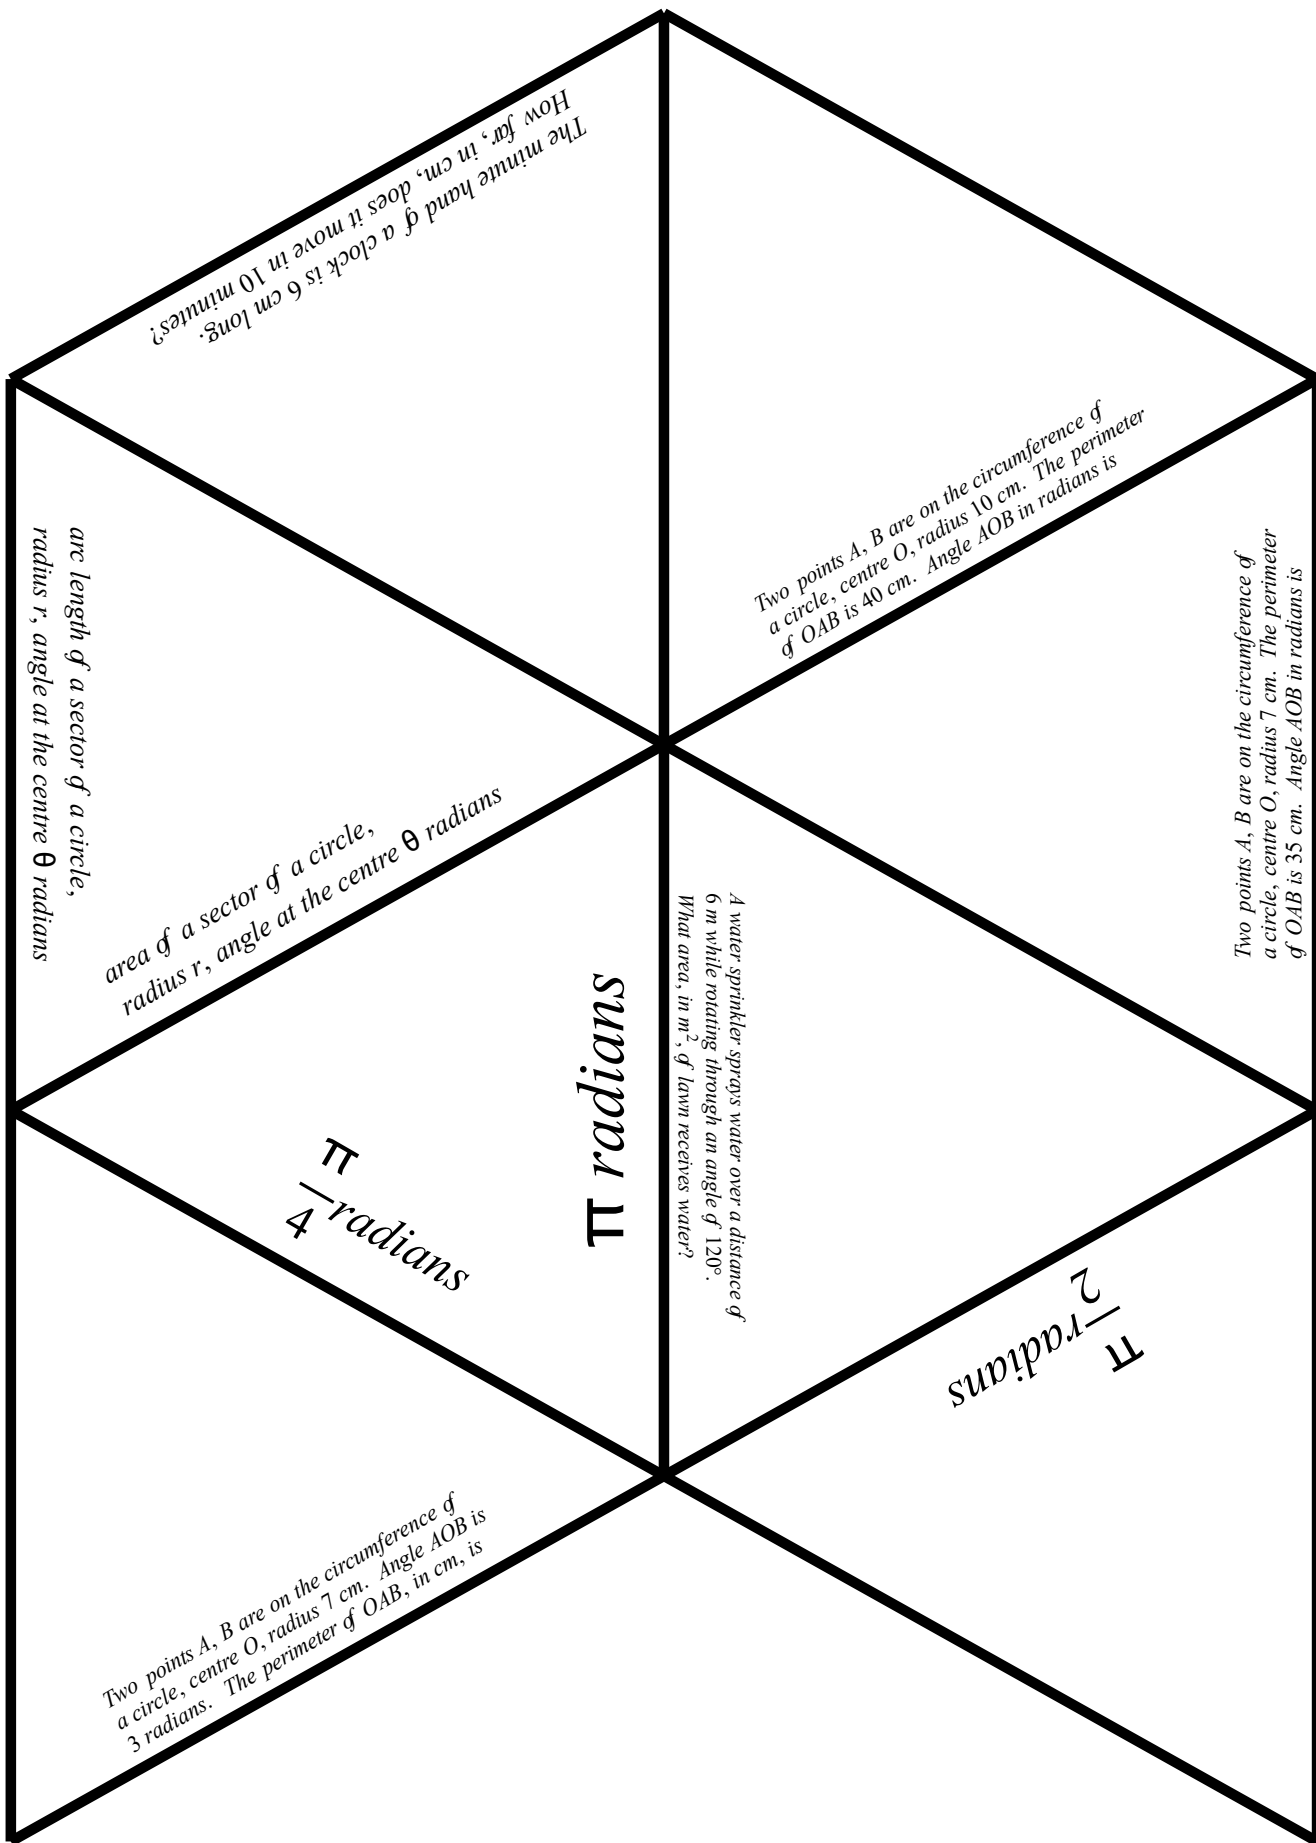 The minute hand of a clock is 6 cm long.
How far, in cm, does it move in 10 minutes?
Two points A, B are on the circumference of
a circle, centre O, radius 10 cm. The perimeter
of OAB is 40 cm. Angle AOB in radians is
arc length of a sector of a circle,
radius r, angle at the centre θ radians
Two points A, B are on the circumference of
a circle, centre O, radius 7 cm. The perimeter
of OAB is 35 cm. Angle AOB in radians is
area of a sector of a circle,
radius r, angle at the centre θ radians
A water sprinkler sprays water over a distance of
6 m while rotating through an angle of 120°.
What area, in m², of lawn receives water?
π radians
π/4 radians
π/2 radians
Two points A, B are on the circumference of
a circle, centre O, radius 7 cm. Angle AOB is
3 radians. The perimeter of OAB, in cm, is